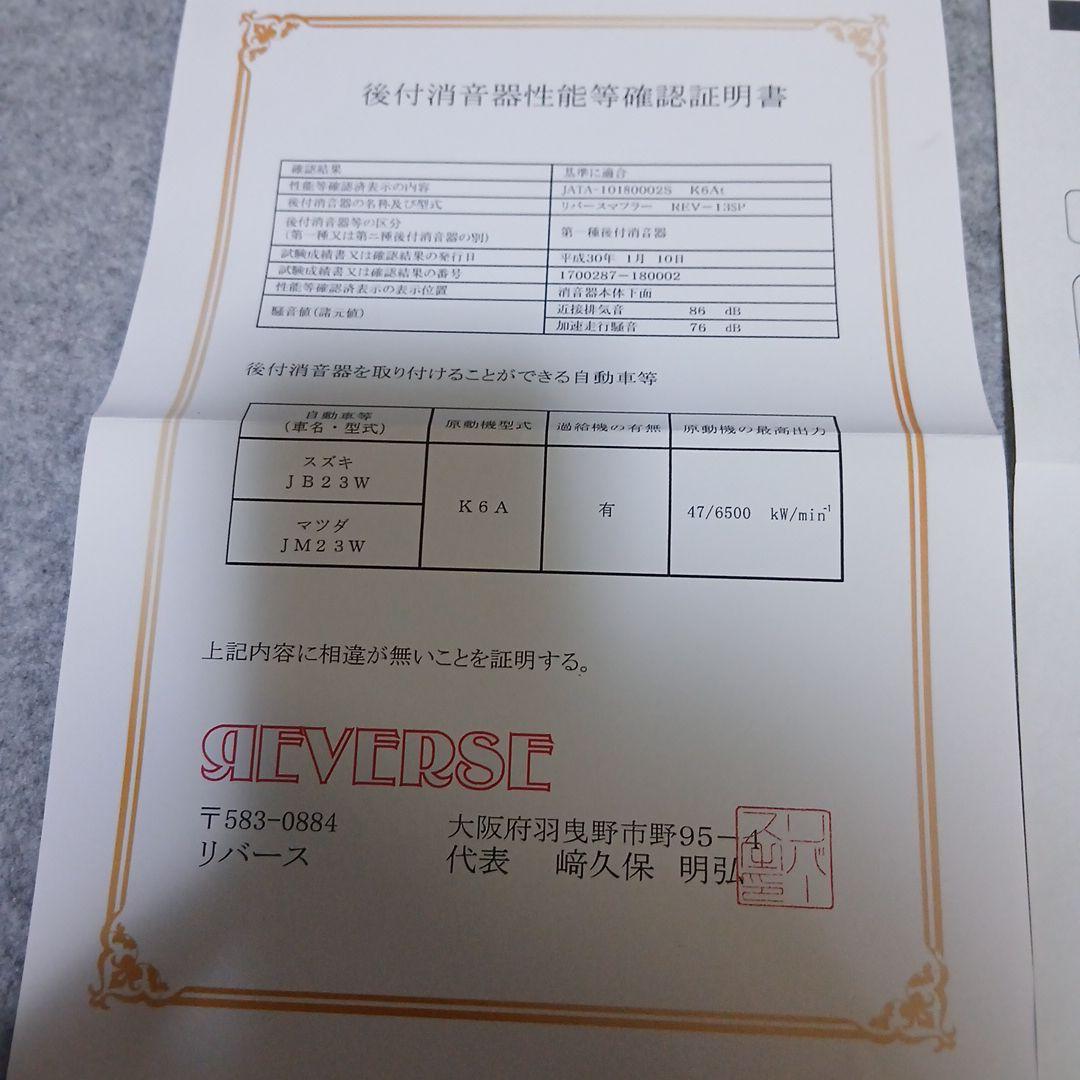 後付消音器性能等確認証明書
確認結果 基準に適合
性能等確認済表示の内容 JATA-10180002S K6At
後付消音器の名称及び型式 リバースマフラー REV-13SP
後付消音器等の区分
(第一種又は第二種後付消音器の別) 第一種後付消音器
試験成績書又は確認結果の発行日 平成30年 1月 10日
試験成績書又は確認結果の番号 1700287-180002
性能等確認済表示の表示位置 消音器本体下面
騒音値(諸元値) 近接排気音 86 dB
加速走行騒音 76 dB
後付消音器を取り付けることができる自動車等
自動車等
(車名・型式) 原動機型式 過給機の有無 原動機の最高出力
スズキ
JB23W
K6A 有 47/6500 kW/min⁻¹
マツダ
JM23W
上記内容に相違が無いことを証明する。
REVERSE
〒583-0884 大阪府羽曳野市野95-4
リバース 代表 﨑久保 明弘
リバー
ス之印